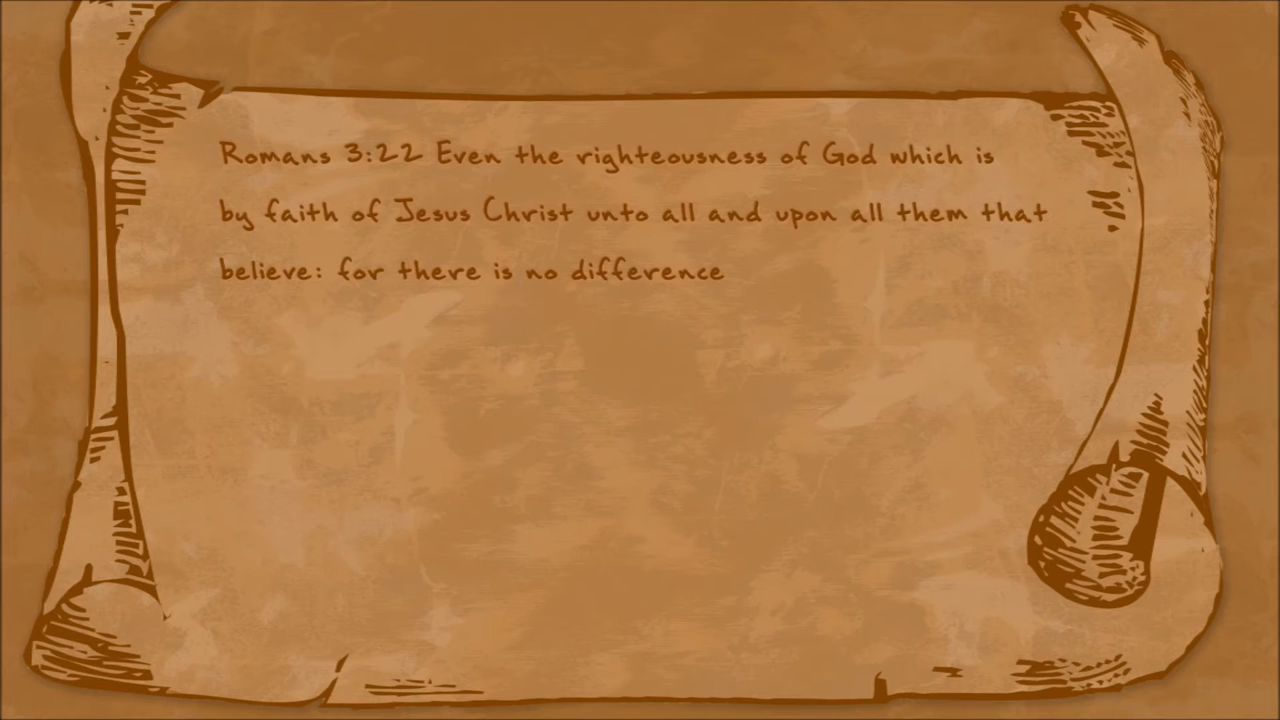 Romans 3:22 Even the righteousness of God which is
by faith of Jesus Christ unto all and upon all them that
believe: for there is no difference